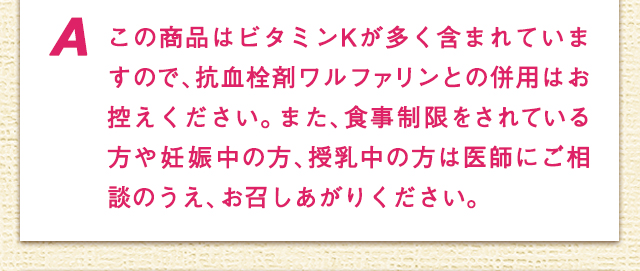 A この商品はビタミンKが多く含まれていま
すので、抗血栓剤ワルファリンとの併用はお
控えください。また、食事制限をされている
方や妊娠中の方、授乳中の方は医師にご相
談のうえ、お召しあがりください。